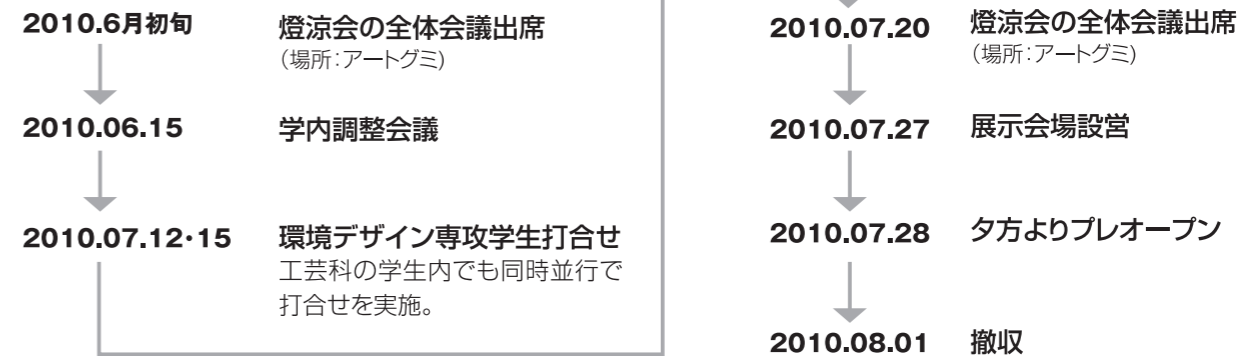 2010.6月初旬 燈涼会の全体会議出席
（場所：アートグミ)
2010.06.15 学内調整会議
2010.07.12・15 環境デザイン専攻学生打合せ
工芸科の学生内でも同時並行で
打合せを実施。
2010.07.20 燈涼会の全体会議出席
（場所：アートグミ)
2010.07.27 展示会場設営
2010.07.28 夕方よりプレオープン
2010.08.01 撤収